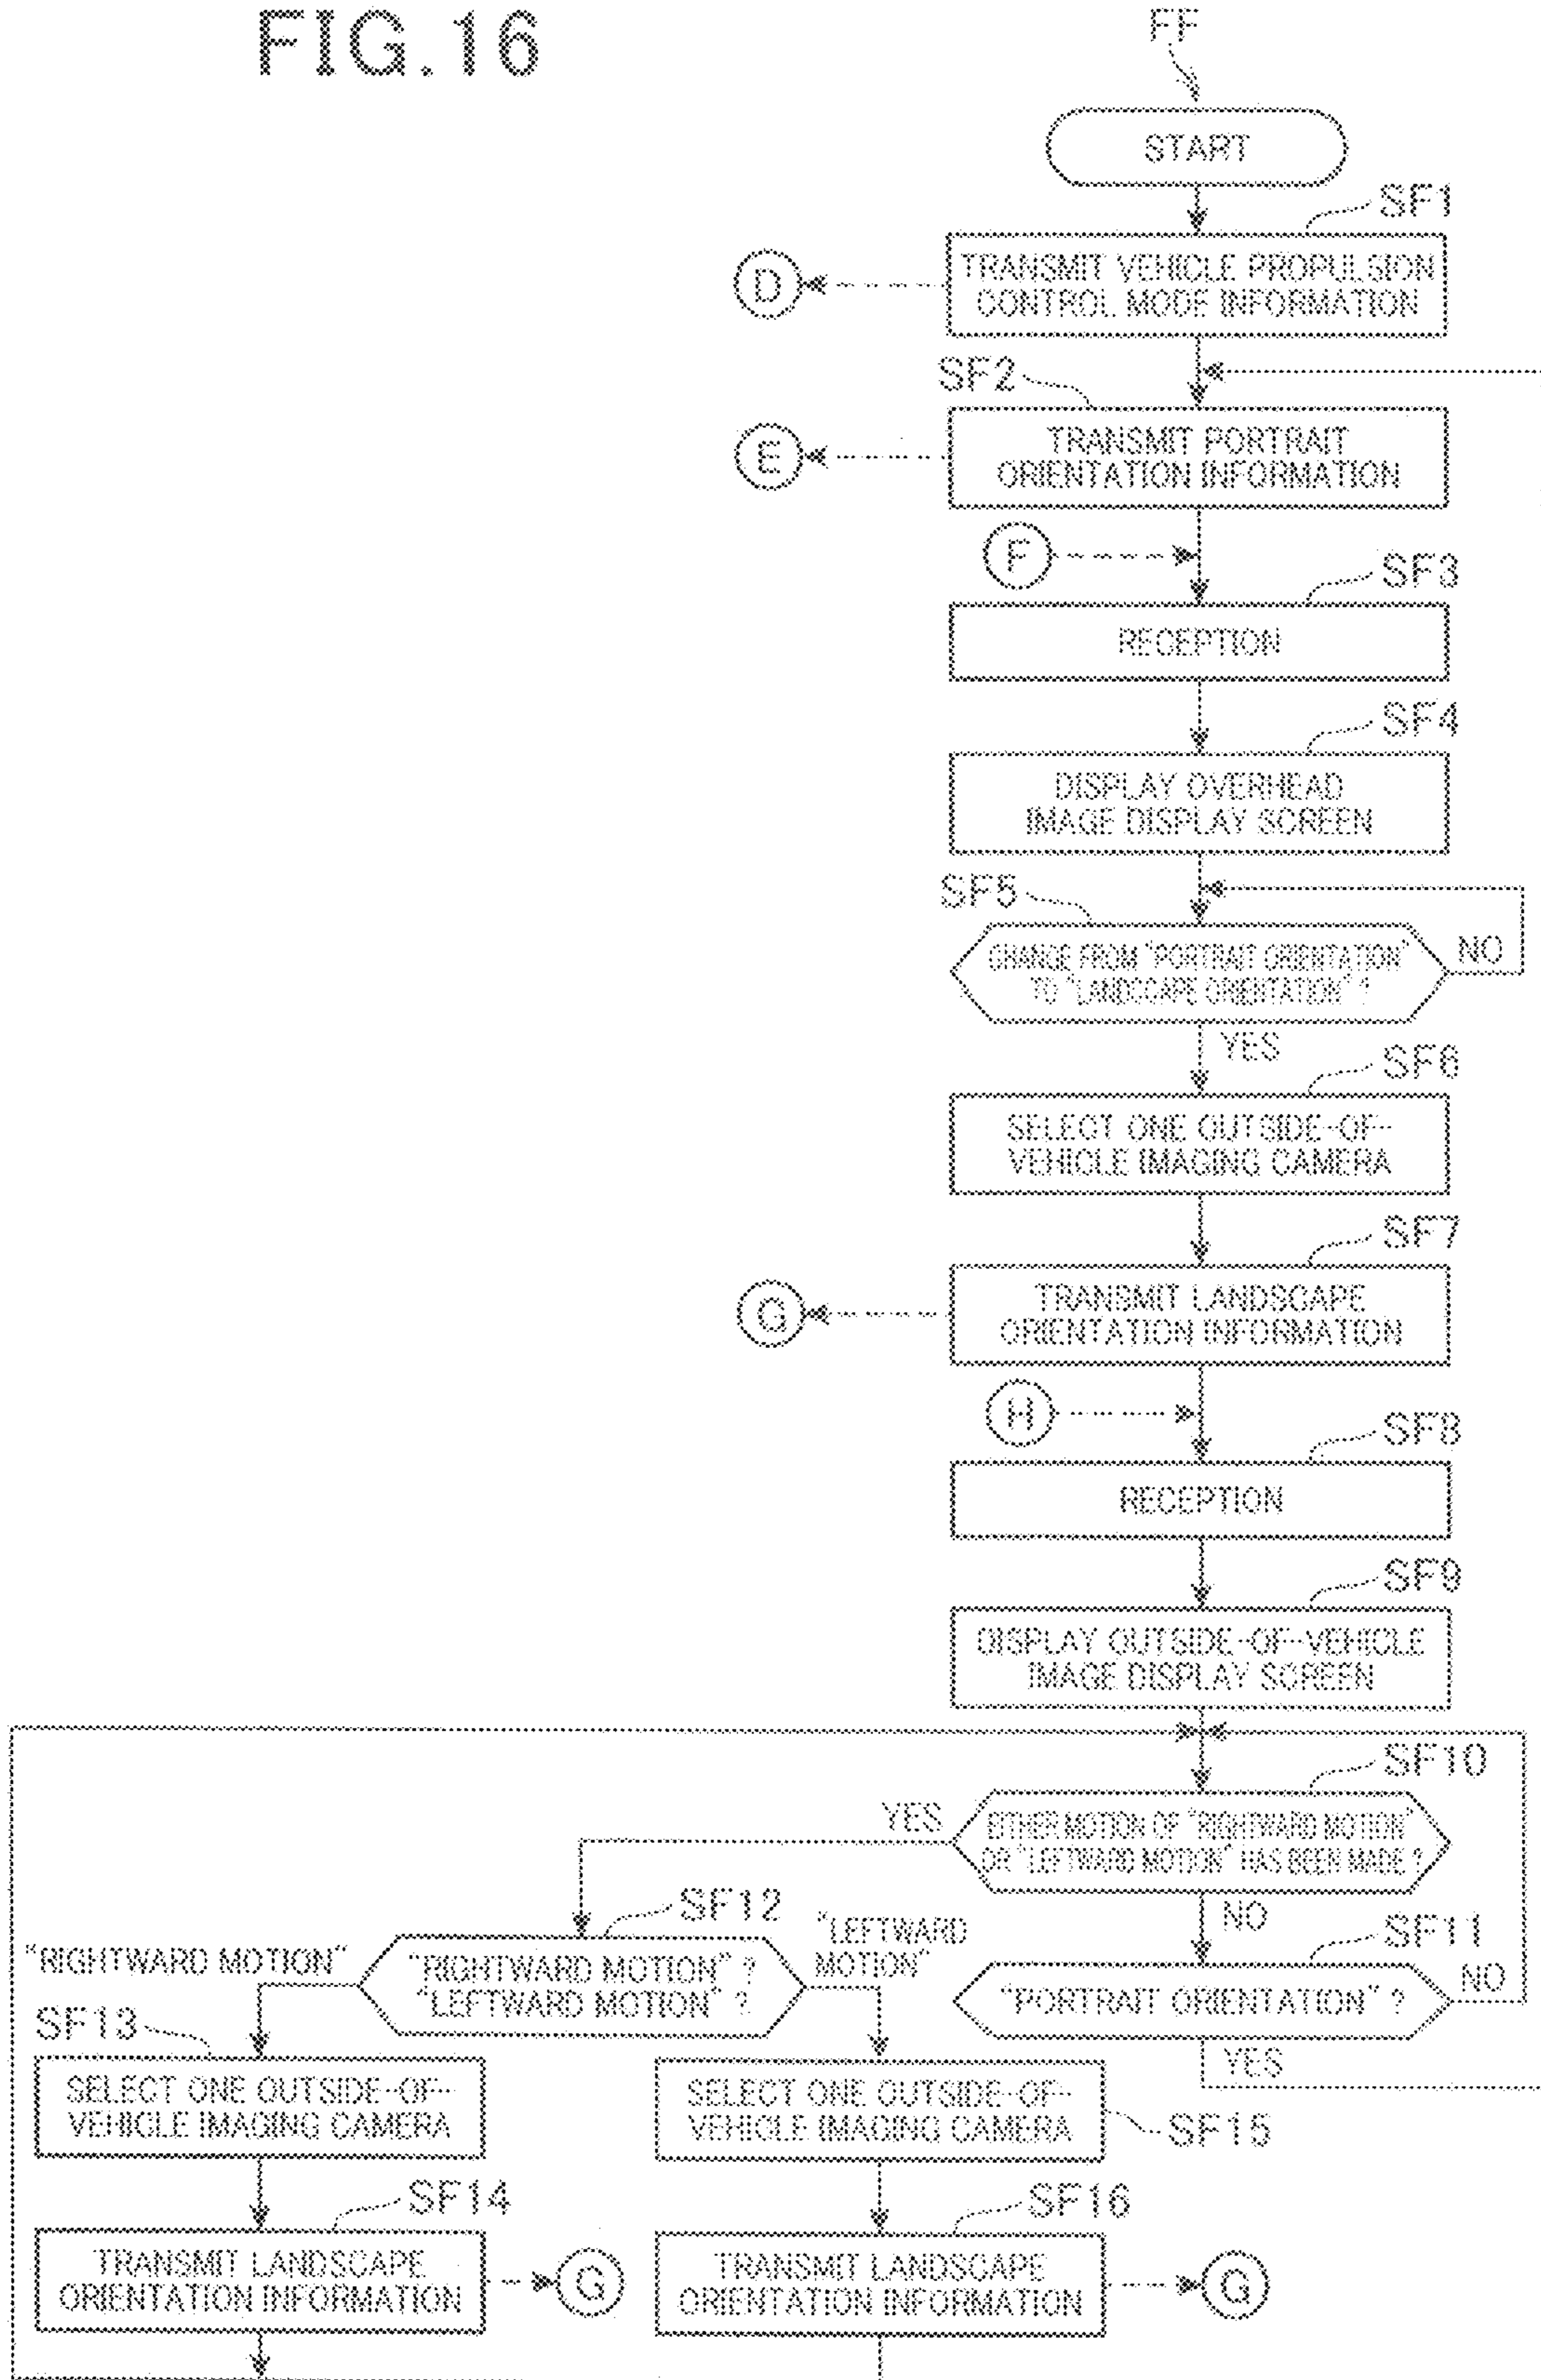 FIG.16
FF
START
SF1
TRANSMIT VEHICLE PROPULSION
CONTROL MODE INFORMATION
D
SF2
TRANSMIT PORTRAIT
ORIENTATION INFORMATION
E
F
SF3
RECEPTION
SF4
DISPLAY OVERHEAD
IMAGE DISPLAY SCREEN
SF5
CHANGE FROM "PORTRAIT ORIENTATION"
TO "LANDCCAPE ORIENTATION" ?
NO
YES
SF6
SELECT ONE OUTSIDE-OF-
VEHICLE IMAGING CAMERA
SF7
TRANSMIT LANDSCAPE
ORIENTATION INFORMATION
G
H
SF8
RECEPTION
SF9
DISPLAY OUTSIDE-OF-VEHICLE
IMAGE DISPLAY SCREEN
SF10
YES
EITHER MOTION OF "RIGHTWARD MOTION"
OR "LEFTWARD MOTION" HAS BEEN MADE ?
NO
SF11
"PORTRAIT ORIENTATION" ?
NO
YES
SF12
"RIGHTWARD MOTION"
"RIGHTWARD MOTION" ?
"LEFTWARD MOTION" ?
"LEFTWARD
MOTION"
SF13
SELECT ONE OUTSIDE-OF-
VEHICLE IMAGING CAMERA
SELECT ONE OUTSIDE-OF-
VEHICLE IMAGING CAMERA
SF15
SF14
TRANSMIT LANDSCAPE
ORIENTATION INFORMATION
G
SF16
TRANSMIT LANDSCAPE
ORIENTATION INFORMATION
G